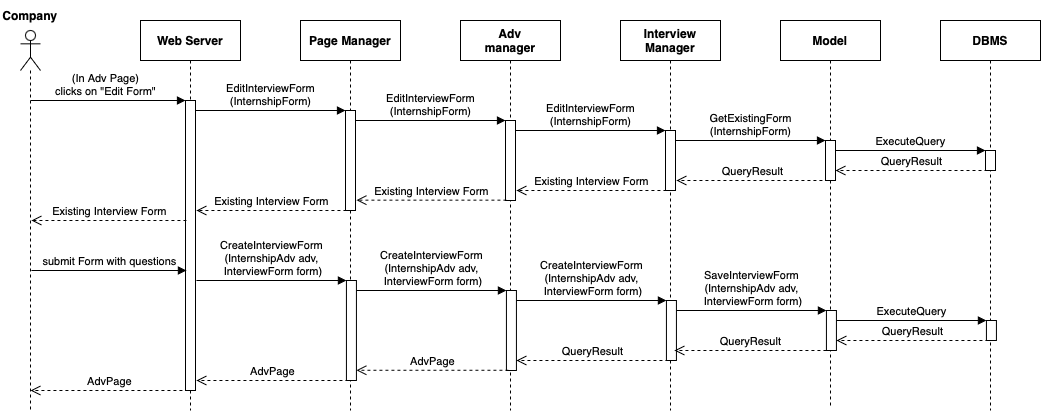 Company
Web Server
Page Manager
Adv
manager
Interview
Manager
Model
DBMS
(In Adv Page)
clicks on "Edit Form"
EditInterviewForm
(InternshipForm)
EditInterviewForm
(InternshipForm)
EditInterviewForm
(InternshipForm)
GetExistingForm
(InternshipForm)
ExecuteQuery
QueryResult
QueryResult
Existing Interview Form
Existing Interview Form
Existing Interview Form
Existing Interview Form
submit Form with questions
CreateInterviewForm
(InternshipAdv adv,
InterviewForm form)
CreateInterviewForm
(InternshipAdv adv,
InterviewForm form)
CreateInterviewForm
(InternshipAdv adv,
InterviewForm form)
SaveInterviewForm
(InternshipAdv adv,
InterviewForm form)
ExecuteQuery
QueryResult
QueryResult
QueryResult
AdvPage
AdvPage
AdvPage